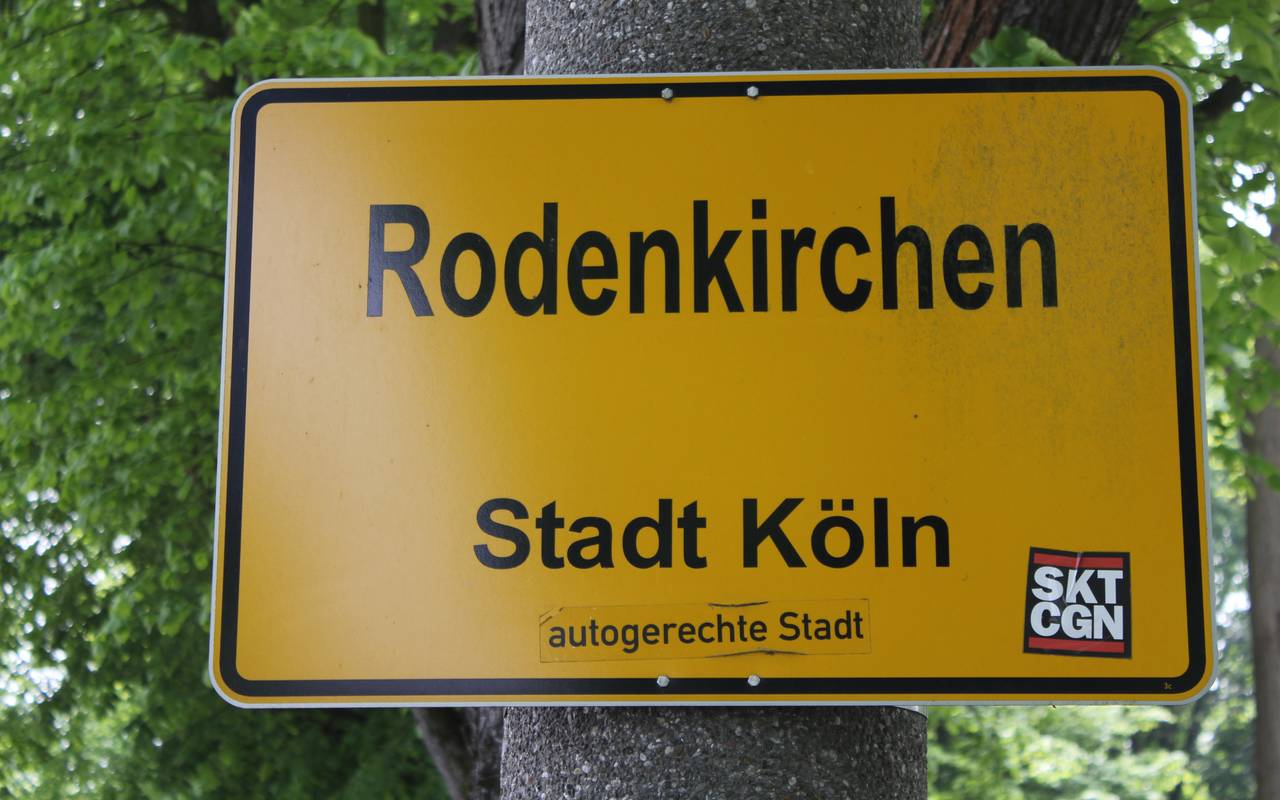 Rodenkirchen
Stadt Köln
autogerechte Stadt
SKT
CGN